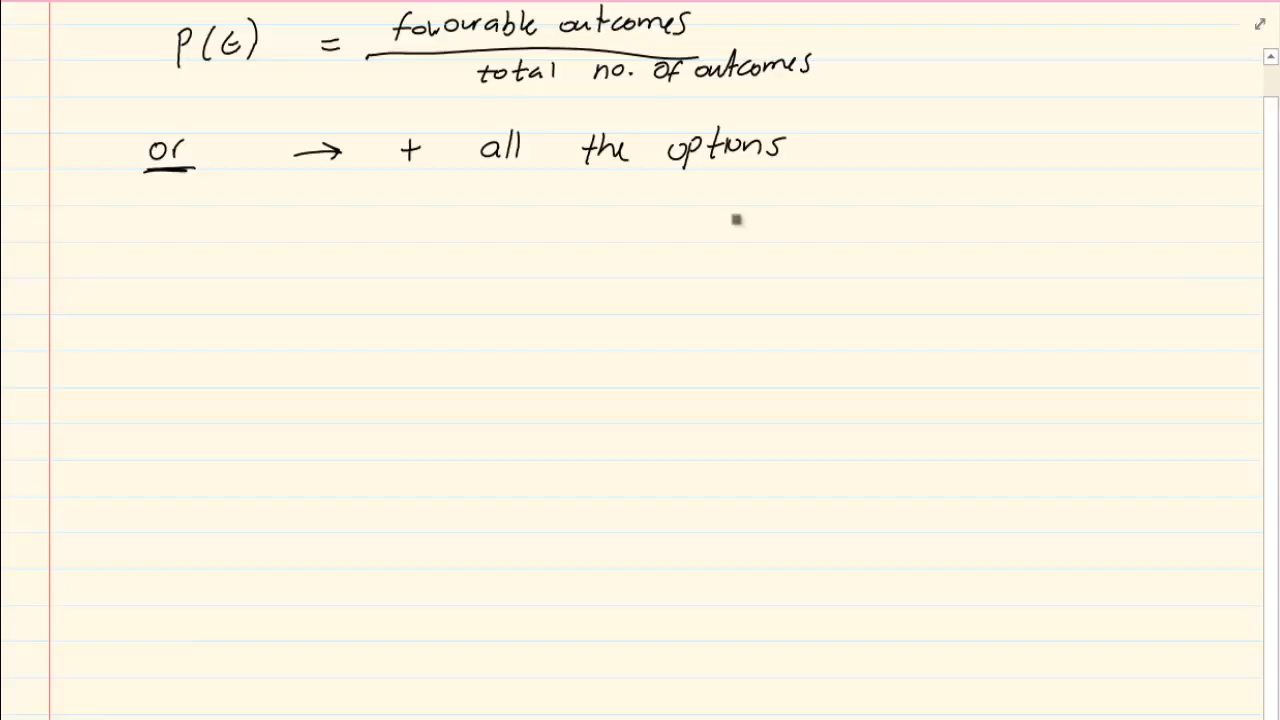 P(E) = favourable outcomes
total no. of outcomes
or → + all the options